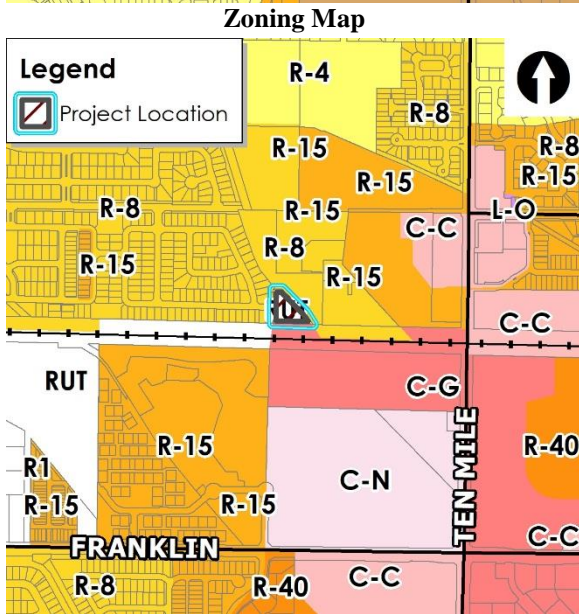 Zoning Map
Legend
Project Location
R-4
R-8
R-15
R-8
R-15
R-15
R-15
L-O
R-8
C-C
R-8
R-15
R-15
C-C
RUT
C-G
R-15
R-40
R1
C-N
R-15
R-15
TEN MILE
C-C
FRANKLIN
R-8
R-40
C-C